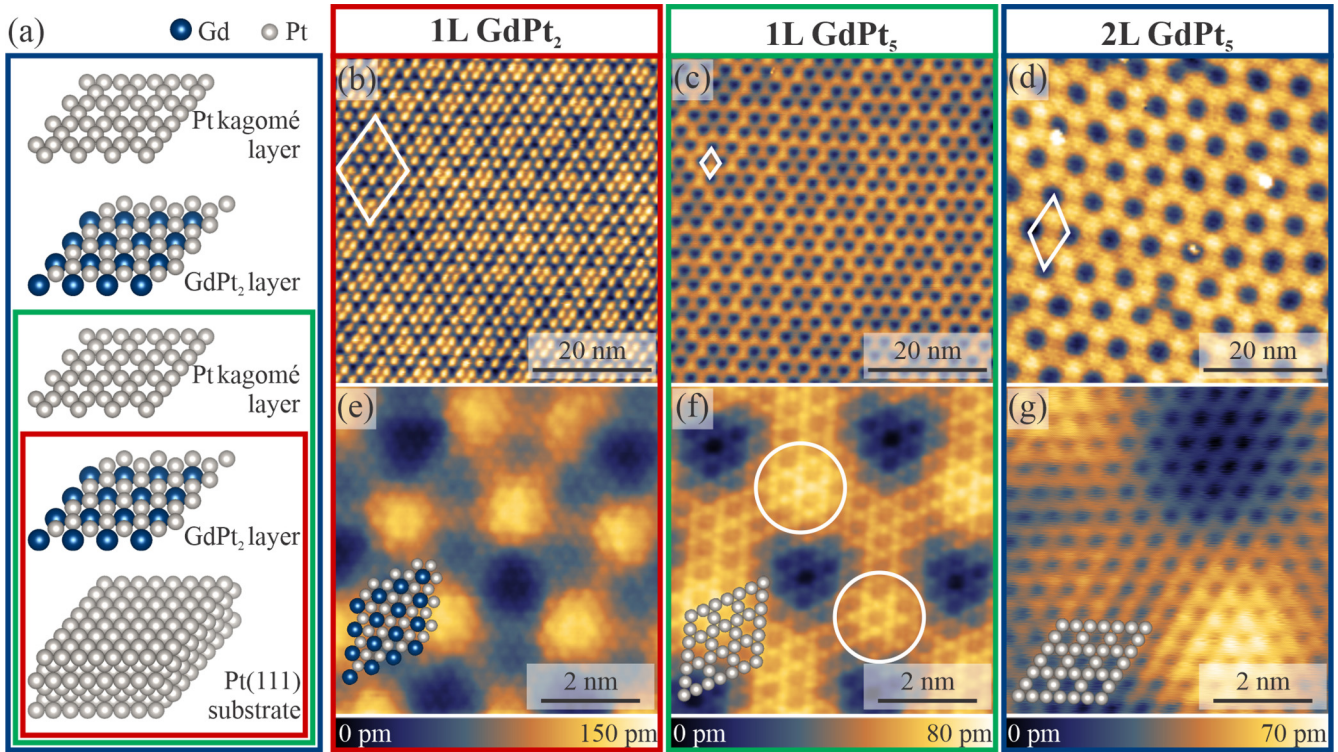 (a)
Gd
Pt
Pt kagomé
layer
GdPt₂ layer
Pt kagomé
layer
GdPt₂ layer
Pt(111)
substrate
1L GdPt₂
1L GdPt₅
2L GdPt₅
(b)
20 nm
(c)
20 nm
(d)
20 nm
(e)
2 nm
(f)
2 nm
(g)
2 nm
0 pm
150 pm
0 pm
80 pm
0 pm
70 pm